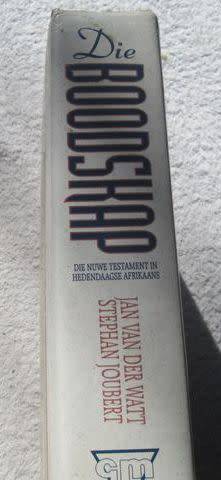 Die
BOODSKAP
DIE NUWE TESTAMENT IN
HEDENDAAGSE AFRIKAANS
JAN VAN DER WATT
STEPHAN JOUBERT